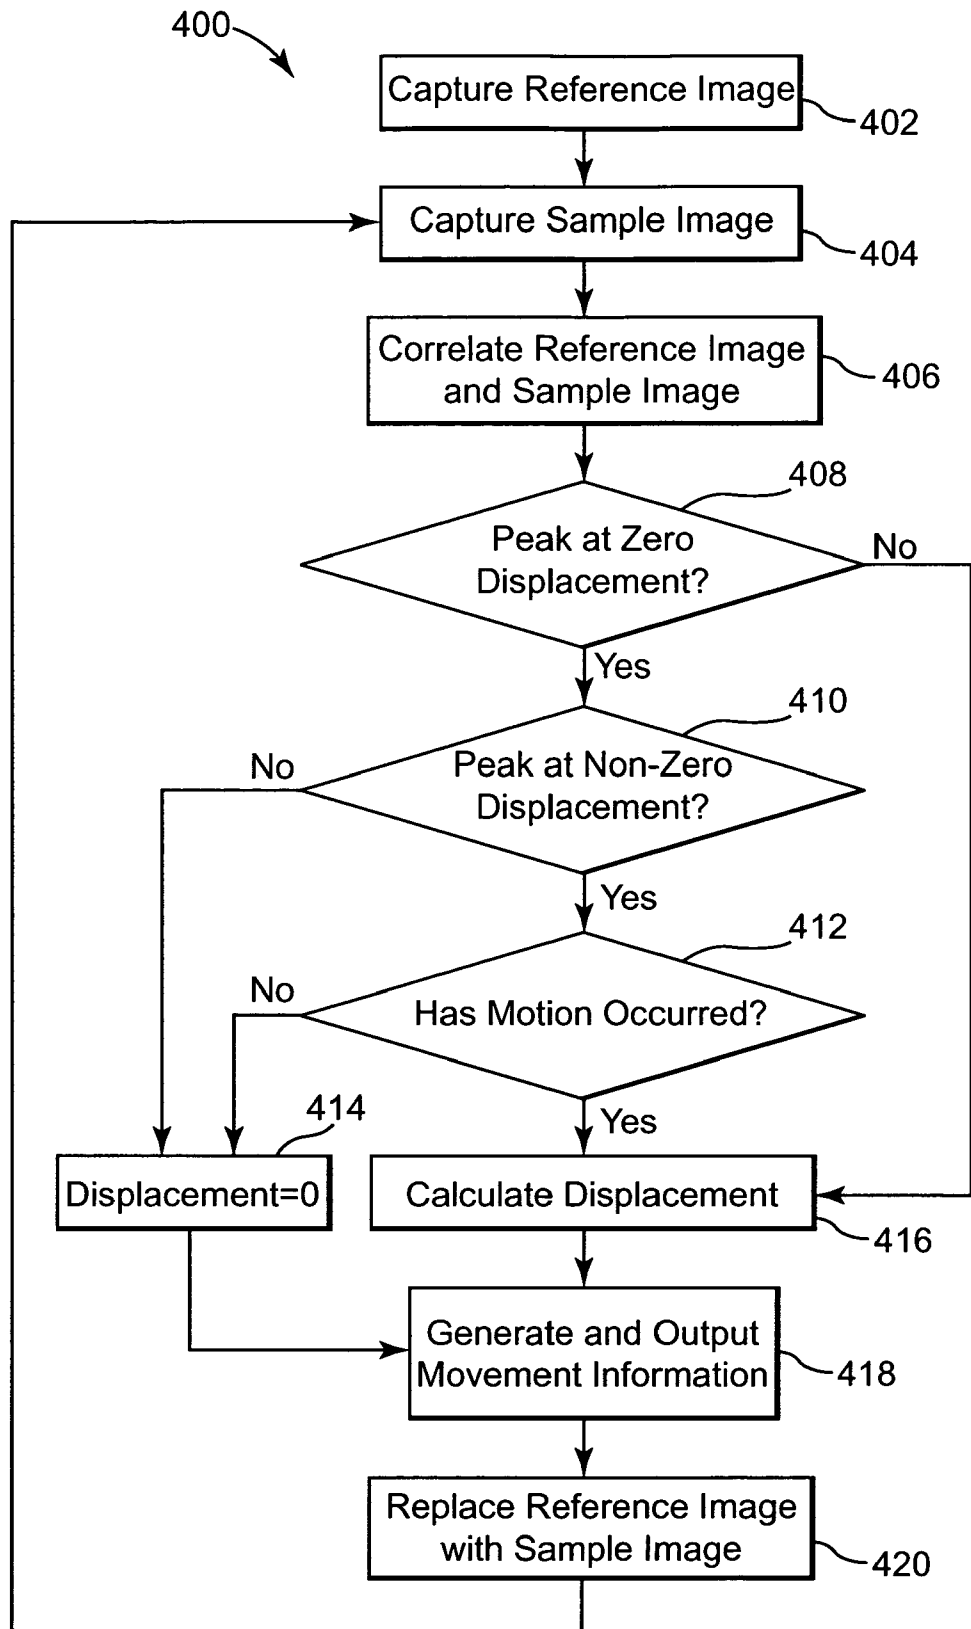 400
Capture Reference Image
402
Capture Sample Image
404
Correlate Reference Image
and Sample Image
406
408
Peak at Zero
Displacement?
No
Yes
410
Peak at Non-Zero
Displacement?
No
Yes
412
Has Motion Occurred?
No
Yes
414
Displacement=0
Calculate Displacement
416
Generate and Output
Movement Information
418
Replace Reference Image
with Sample Image
420